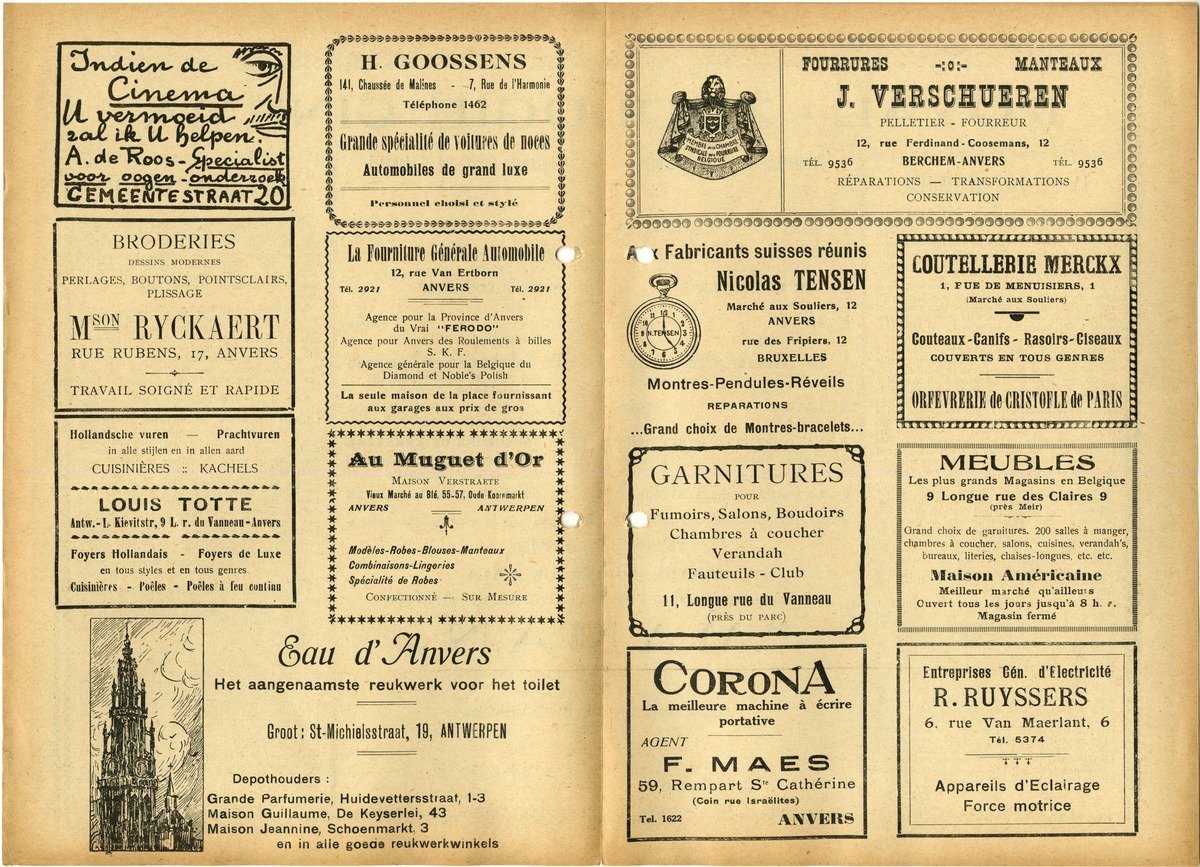 Indien de
Cinema
U vermoeid
zal ik U helpen.
A. de Roos - Specialist
voor oogen-onderzoek
GEMEENTESTRAAT 20
BRODERIES
DESSINS MODERNES
PERLAGES, BOUTONS, POINTSCLAIRS,
PLISSAGE
MSON RYCKAERT
RUE RUBENS, 17, ANVERS
TRAVAIL SOIGNÉ ET RAPIDE
Hollandsche vuren — Prachtvuren
in alle stijlen en in allen aard
CUISINIÈRES :: KACHELS
LOUIS TOTTE
Antw.-L. Kievitstr, 9 L. r. du Vanneau-Anvers
Foyers Hollandais - Foyers de Luxe
en tous styles et en tous genres
Cuisinières - Poêles - Poêles à feu continu
H. GOOSSENS
141, Chaussée de Malines - 7, Rue de l'Harmonie
Téléphone 1462
Grande spécialité de voitures de noces
Automobiles de grand luxe
Personnel choisi et stylé
La Fourniture Générale Automobile
12, rue Van Ertborn
Tél. 2921 ANVERS Tél. 2921
Agence pour la Province d'Anvers
du Vrai "FERODO"
Agence pour Anvers des Roulements à billes
S. K. F.
Agence générale pour la Belgique du
Diamond et Noble's Polish
La seule maison de la place fournissant
aux garages aux prix de gros
Au Muguet d'Or
MAISON VERSTRAETE
Vieux Marché au Blé, 55-57, Oude Koornmarkt
ANVERS ANTWERPEN
Modèles-Robes-Blouses-Manteaux
Combinaisons-Lingeries
Spécialité de Robes
CONFECTIONNÉ — SUR MESURE
Eau d'Anvers
Het aangenaamste reukwerk voor het toilet
Groot: St-Michielsstraat, 19, ANTWERPEN
Depothouders :
Grande Parfumerie, Huidevettersstraat, 1-3
Maison Guillaume, De Keyserlei, 43
Maison Jeannine, Schoenmarkt, 3
en in alle goede reukwerkwinkels
MEMBRE de la CHAMBRE
SYNDICALE de la FOURRURE
BELGIQUE
FOURRURES -:o:- MANTEAUX
J. VERSCHUEREN
PELLETIER - FOURREUR
12, rue Ferdinand-Coosemans, 12
TÉL. 9536 BERCHEM-ANVERS TÉL. 9536
RÉPARATIONS — TRANSFORMATIONS
CONSERVATION
A x Fabricants suisses réunis
Nicolas TENSEN
Marché aux Souliers, 12
ANVERS
rue des Fripiers, 12
BRUXELLES
N.TENSEN
Montres-Pendules-Réveils
REPARATIONS
...Grand choix de Montres-bracelets...
COUTELLERIE MERCKX
1, FUE DE MENUISIERS, 1
(Marché aux Souliers)
Couteaux-Canifs - Rasoirs-Ciseaux
COUVERTS EN TOUS GENRES
ORFEVRERIE de CRISTOFLE de PARIS
GARNITURES
POUR
Fumoirs, Salons, Boudoirs
Chambres à coucher
Verandah
Fauteuils - Club
11, Longue rue du Vanneau
(PRÈS DU PARC)
MEUBLES
Les plus grands Magasins en Belgique
9 Longue rue des Claires 9
(près Meir)
Grand choix de garnitures. 200 salles à manger,
chambres à coucher, salons, cuisines, verandah's,
bureaux, literies, chaises-longues, etc. etc.
Maison Américaine
Meilleur marché qu'ailleurs
Ouvert tous les jours jusqu'à 8 h. s.
Magasin fermé
CORONA
La meilleure machine à écrire
portative
AGENT
F. MAES
59, Rempart Ste Cathérine
(Coin rue Israëlites)
Tel. 1622 ANVERS
Entreprises Gén. d'Electricité
R. RUYSSERS
6, rue Van Maerlant, 6
Tél. 5374
Appareils d'Eclairage
Force motrice